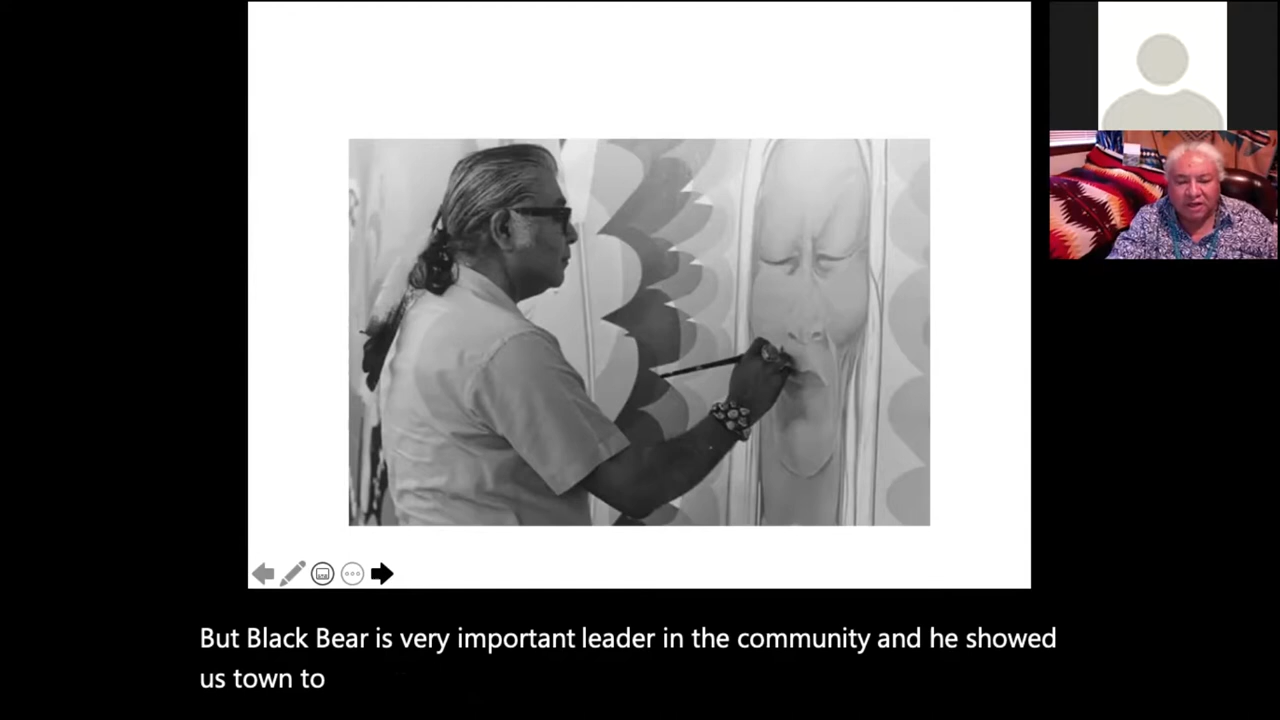 But Black Bear is very important leader in the community and he showed
us town to